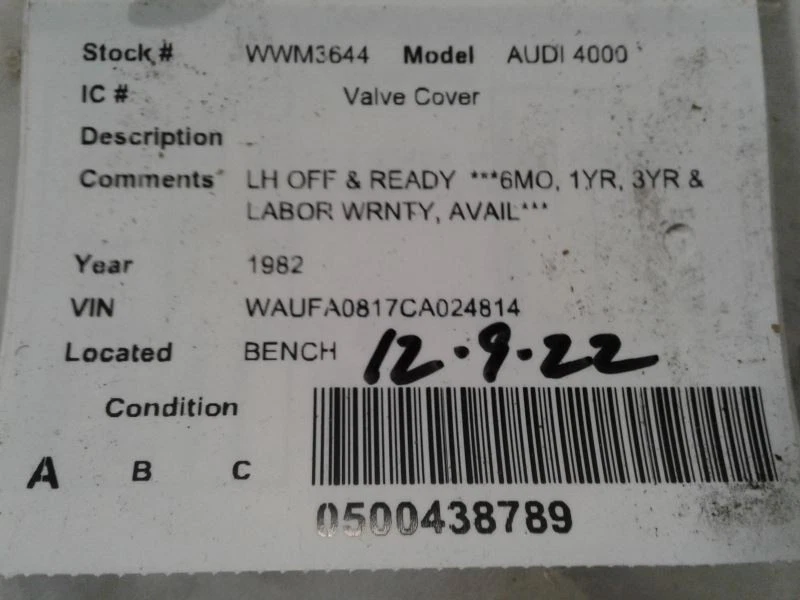 Stock # WWM3644 Model AUDI 4000
IC # Valve Cover
Description
Comments LH OFF & READY ***6MO, 1YR, 3YR &
LABOR WRNTY, AVAIL***
Year 1982
VIN WAUFA0817CA024814
Located BENCH 12.9.22
Condition
A B C
0500438789